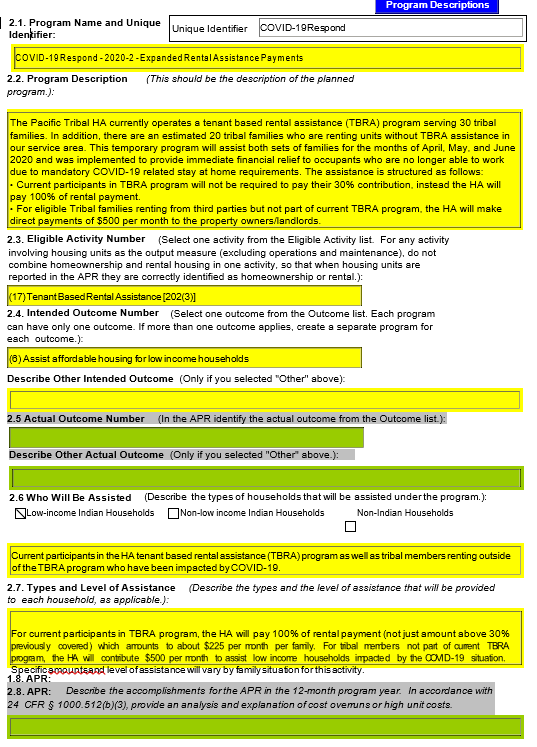 Program Descriptions
2.1. Program Name and Unique
Identifier:
Unique Identifier
COVID-19Respond
COVID-19Respond - 2020-2 - Expanded Rental Assistance Payments
2.2. Program Description (This should be the description of the planned
program.):
The Pacific Tribal HA currently operates a tenant based rental assistance (TBRA) program serving 30 tribal
families. In addition, there are an estimated 20 tribal families who are renting units without TBRA assistance in
our service area. This temporary program will assist both sets of families for the months of April, May, and June
2020 and was implemented to provide immediate financial relief to occupants who are no longer able to work
due to mandatory COVID-19 related stay at home requirements. The assistance is structured as follows:
• Current participants in TBRA program will not be required to pay their 30% contribution, instead the HA will
pay 100% of rental payment.
• For eligible Tribal families renting from third parties but not part of current TBRA program, the HA will make
direct payments of $500 per month to the property owners/landlords.
2.3. Eligible Activity Number (Select one activity from the Eligible Activity list. For any activity
involving housing units as the output measure (excluding operations and maintenance), do not
combine homeownership and rental housing in one activity, so that when housing units are
reported in the APR they are correctly identified as homeownership or rental.):
(17) Tenant Based Rental Assistance [202(3)]
2.4. Intended Outcome Number (Select one outcome from the Outcome list. Each program
can have only one outcome. If more than one outcome applies, create a separate program for
each outcome.):
(6) Assist affordable housing for low income households
Describe Other Intended Outcome (Only if you selected "Other" above):
2.5 Actual Outcome Number (In the APR identify the actual outcome from the Outcome list.):
Describe Other Actual Outcome (Only if you selected "Other" above.):
2.6 Who Will Be Assisted (Describe the types of households that will be assisted under the program.):
Low-income Indian Households Non-low income Indian Households Non-Indian Households
Current participants in the HA tenant based rental assistance (TBRA) program as well as tribal members renting outside
of the TBRA program who have been impacted by COVID-19.
2.7. Types and Level of Assistance (Describe the types and the level of assistance that will be provided
to each household, as applicable.):
For current participants in TBRA program, the HA will pay 100% of rental payment (not just amount above 30%
previously covered) which amounts to about $225 per month per family. For tribal members not part of current TBRA
program, the HA will contribute $500 per month to assist low income households impacted by the COVID-19 situation.
Specific amounts and level of assistance will vary by family situation for this activity.
1.8. APR:
2.8. APR: Describe the accomplishments for the APR in the 12-month program year. In accordance with
24 CFR § 1000.512(b)(3), provide an analysis and explanation of cost overruns or high unit costs.